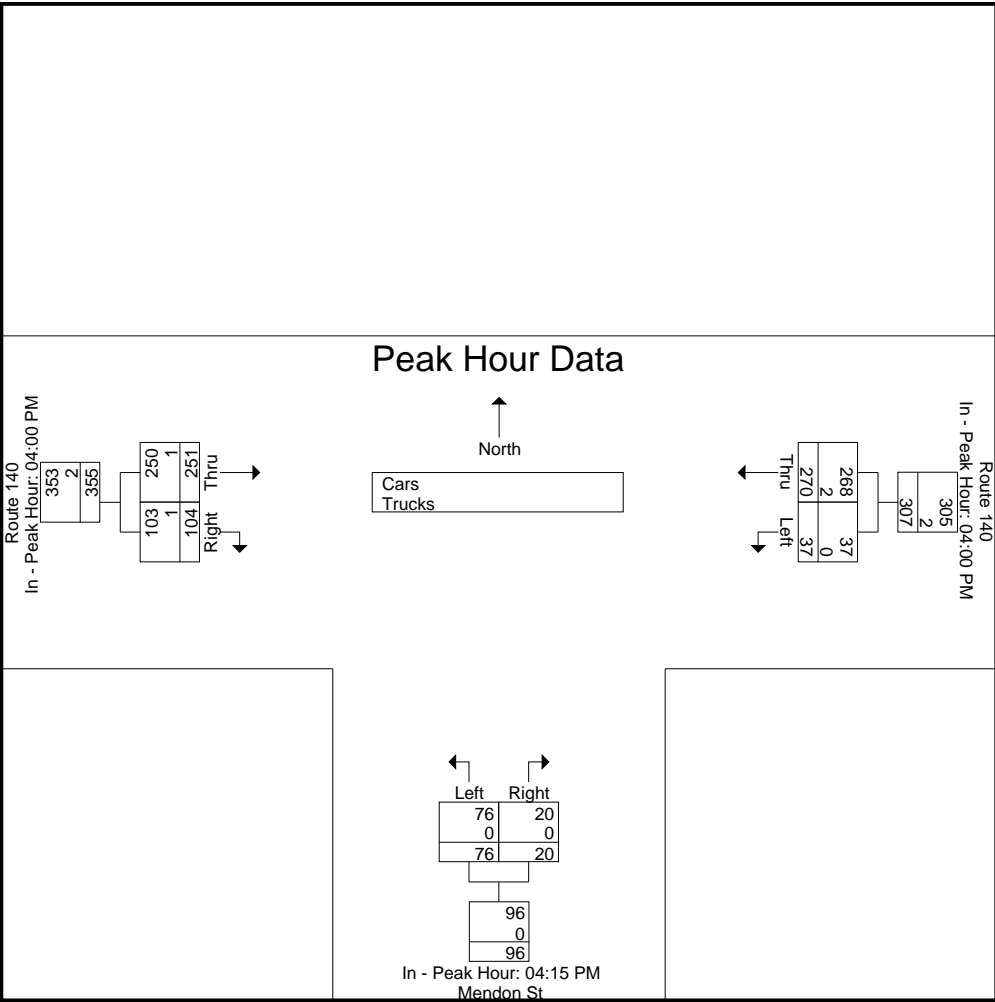 Peak Hour Data
North
Cars
Trucks
Route 140
In - Peak Hour: 04:00 PM
353
2
355
Thru
250
1
251
Right
103
1
104
Route 140
In - Peak Hour: 04:00 PM
305
2
307
Thru
268
2
270
Left
37
0
37
Left Right
76 20
0 0
76 20
96
0
96
In - Peak Hour: 04:15 PM
Mendon St